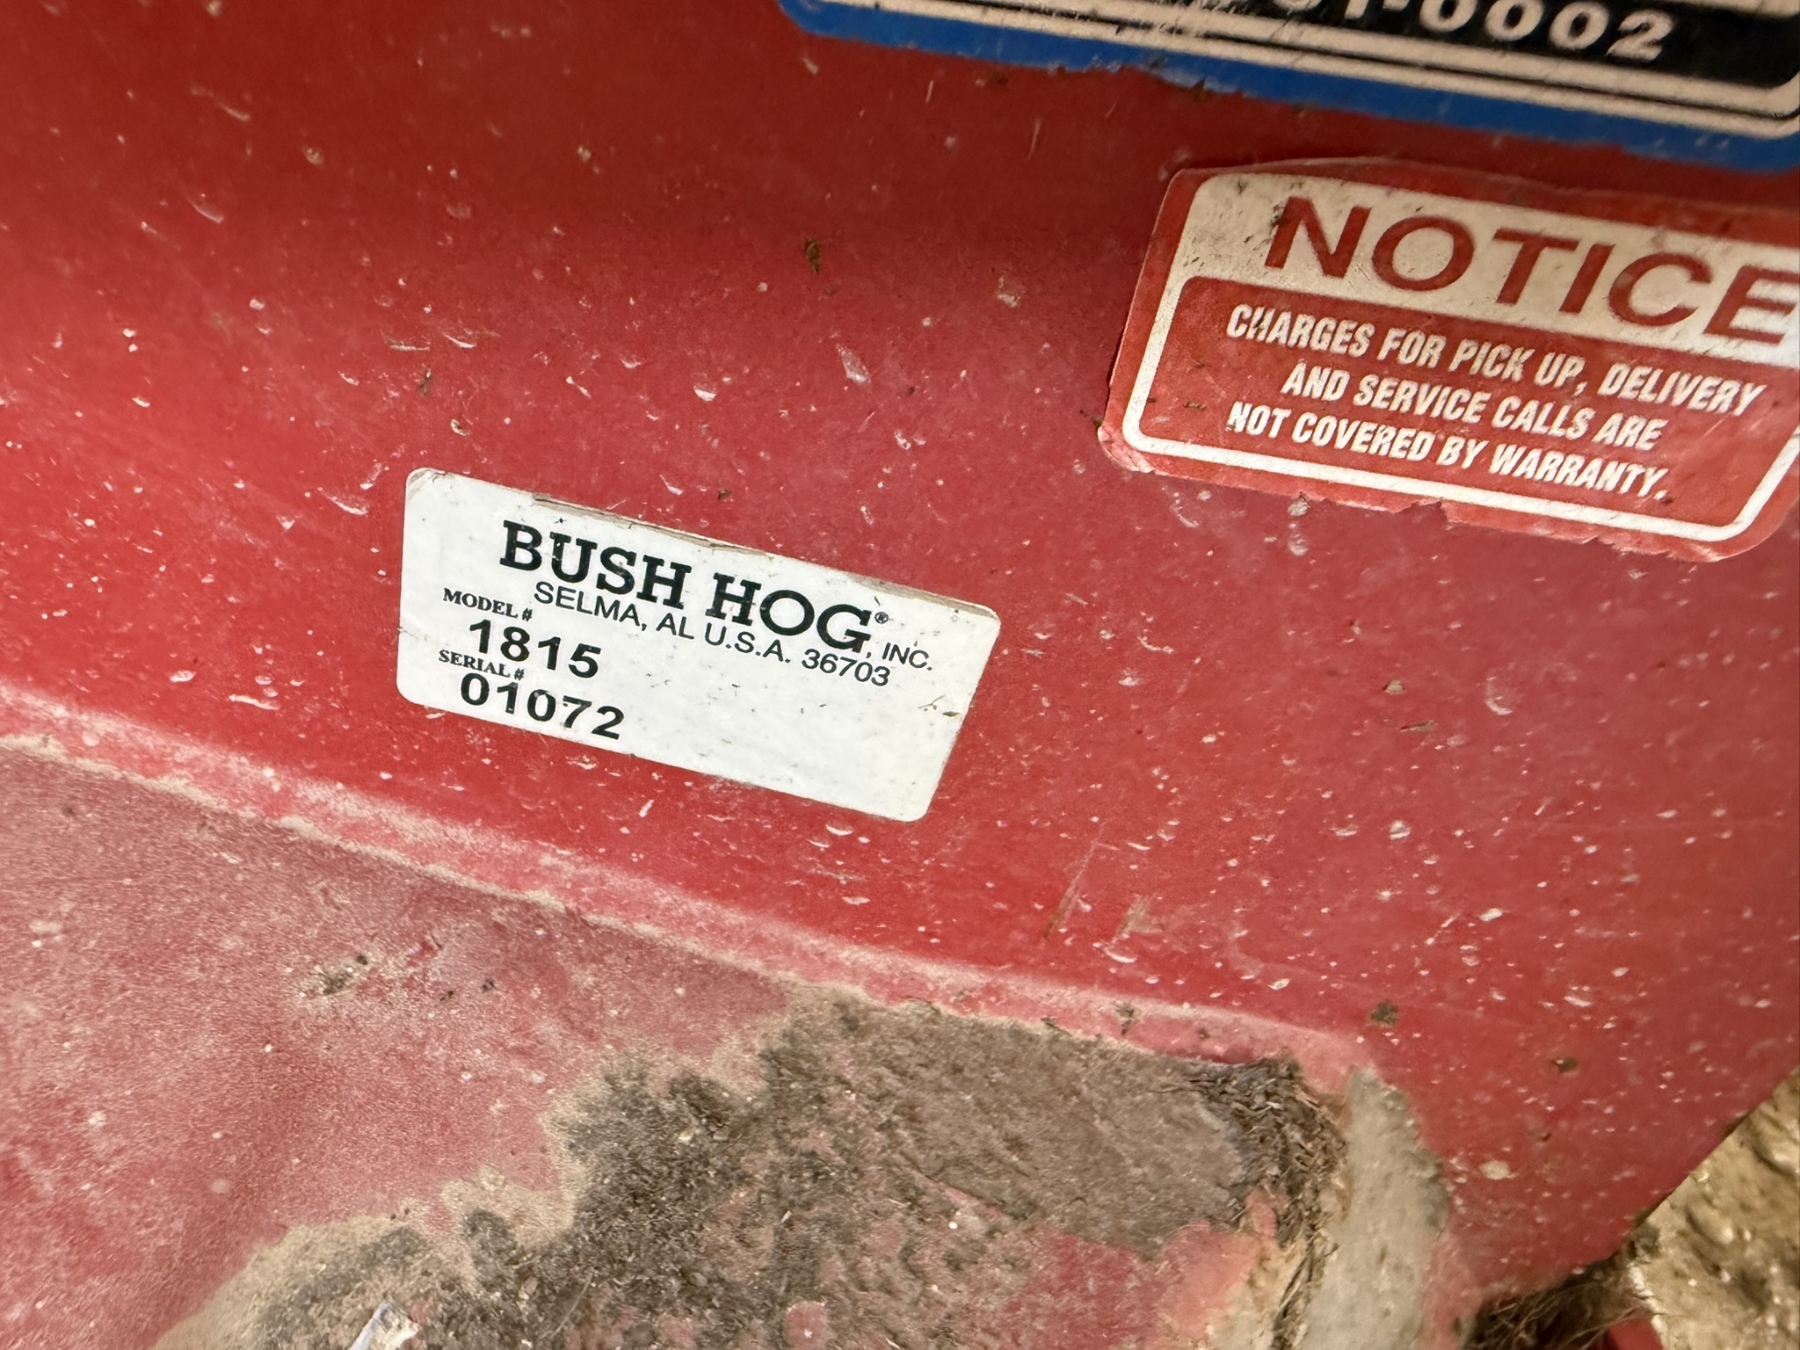 -0002
NOTICE
CHARGES FOR PICK UP, DELIVERY
AND SERVICE CALLS ARE
NOT COVERED BY WARRANTY.
BUSH HOG®, INC.
SELMA, AL U.S.A. 36703
MODEL #
1815
SERIAL #
01072